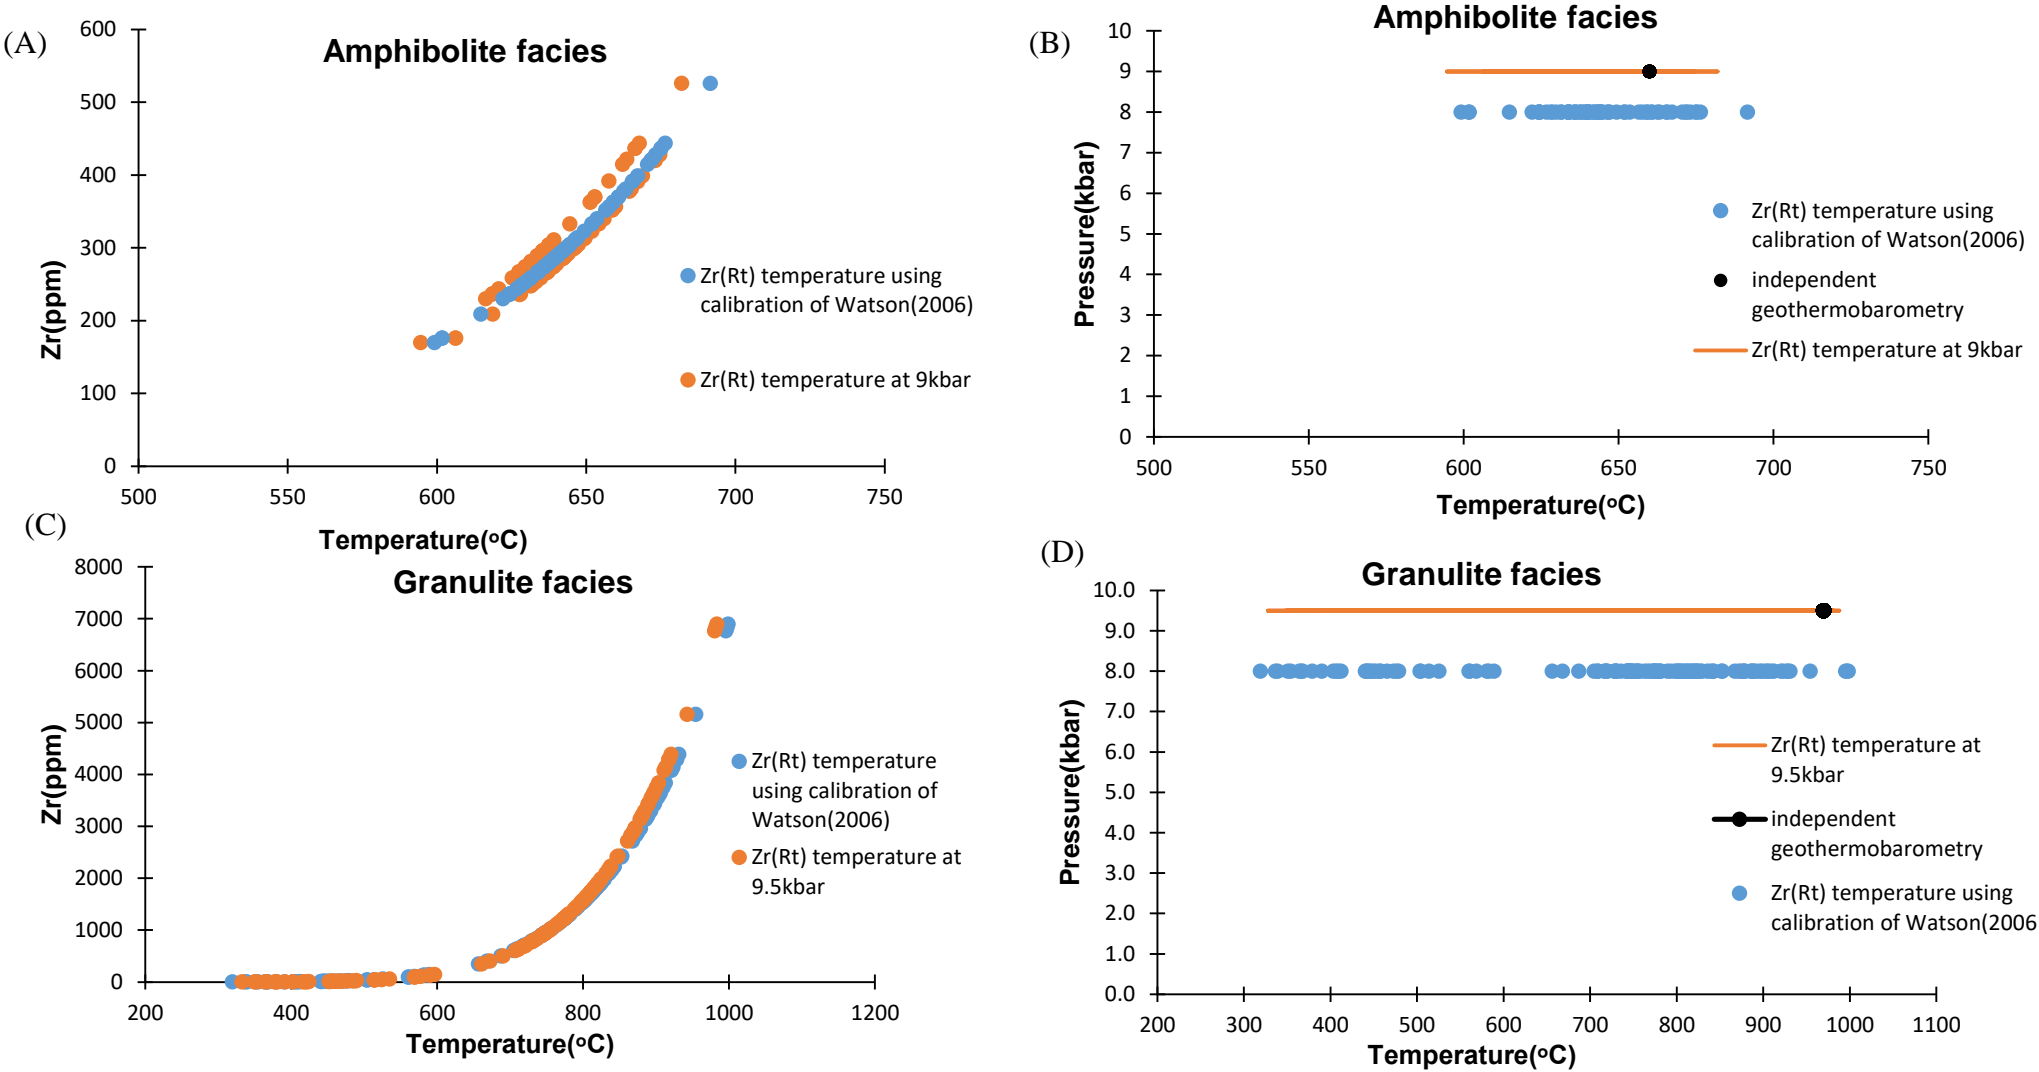 (A)
Amphibolite facies
600
500
400
300
200
100
0
Zr(ppm)
500 550 600 650 700 750
Temperature(ºC)
Zr(Rt) temperature using
calibration of Watson(2006)
Zr(Rt) temperature at 9kbar
(B)
Amphibolite facies
10
9
8
7
6
5
4
3
2
1
0
Pressure(kbar)
500 550 600 650 700 750
Temperature(ºC)
Zr(Rt) temperature using
calibration of Watson(2006)
independent
geothermobarometry
Zr(Rt) temperature at 9kbar
(C)
Granulite facies
8000
7000
6000
5000
4000
3000
2000
1000
0
Zr(ppm)
200 400 600 800 1000 1200
Temperature(ºC)
Zr(Rt) temperature
using calibration of
Watson(2006)
Zr(Rt) temperature at
9.5kbar
(D)
Granulite facies
10.0
9.0
8.0
7.0
6.0
5.0
4.0
3.0
2.0
1.0
0.0
Pressure(kbar)
200 300 400 500 600 700 800 900 1000 1100
Temperature(ºC)
Zr(Rt) temperature at
9.5kbar
independent
geothermobarometry
Zr(Rt) temperature using
calibration of Watson(2006